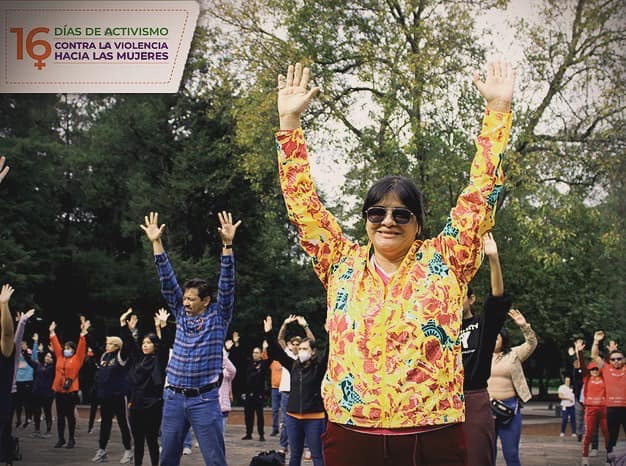 16 DÍAS DE ACTIVISMO
CONTRA LA VIOLENCIA
HACIA LAS MUJERES